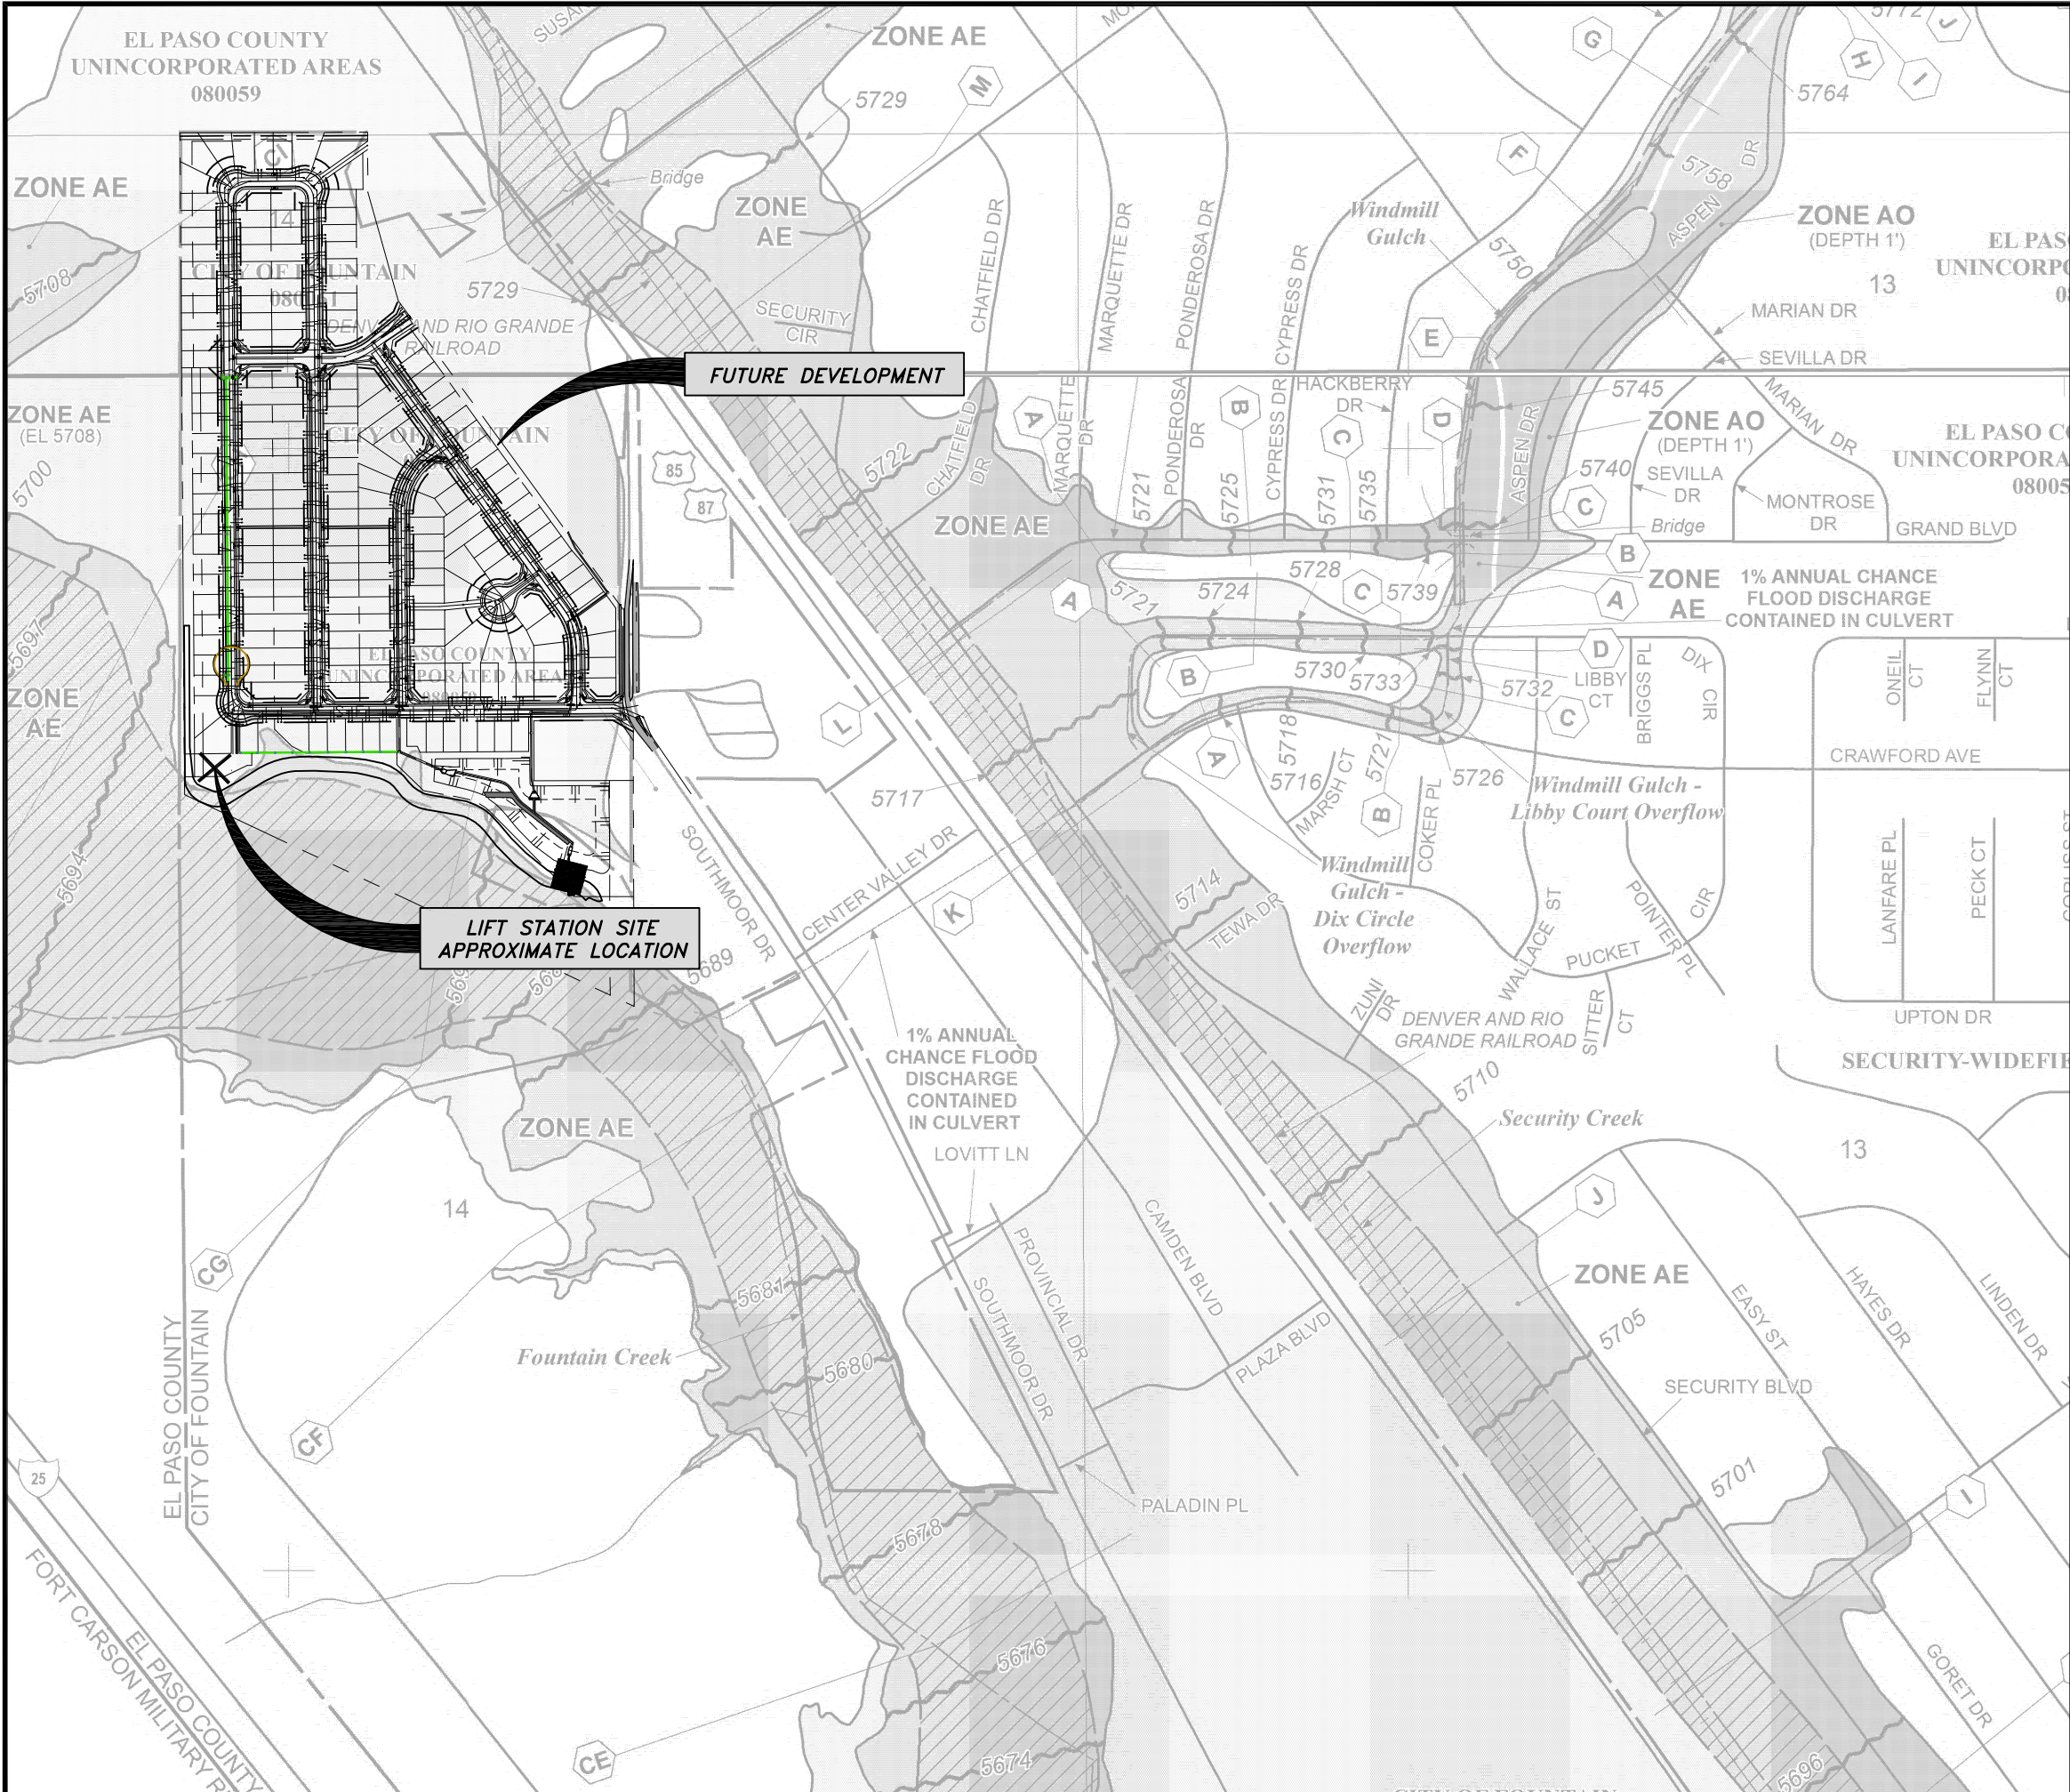 EL PASO COUNTY
UNINCORPORATED AREAS
080059
ZONE AE
5729
M
G
H
I
J
5764
ZONE AE
Bridge
ZONE
AE
CI
14
F
5758
ASPEN DR
Windmill
Gulch
ZONE AO
(DEPTH 1')
13
5708
5729
DENVER AND RIO GRANDE
RAILROAD
SECURITY
CIR
CHATFIELD DR
MARQUETTE DR
PONDEROSA DR
CYPRESS DR
5750
E
MARIAN DR
SEVILLA DR
FUTURE DEVELOPMENT
ZONE AE
(EL 5708)
5700
85
87
5722
CHATFIELD
DR
A
MARQUETTE
DR
PONDEROSA
DR
B
CYPRESS DR
HACKBERRY
DR
C
D
5745
MARIAN DR
ZONE AO
(DEPTH 1')
5740
SEVILLA
DR
MONTROSE
DR
GRAND BLVD
ASPEN DR
ZONE AE
5721
5725
5731
5735
C
Bridge
B
ZONE
AE
A
1% ANNUAL CHANCE
FLOOD DISCHARGE
CONTAINED IN CULVERT
A
5721
5724
5728
C
5739
5697
ZONE
AE
EL PASO COUNTY
UNINCORPORATED AREA
B
5730
5733
D
5732
LIBBY
CT
BRIGGS PL
DIX
CIR
ONEIL
CT
FLYNN
CT
C
L
5717
A
5718
5716
MARSH CT
5721
B
COKER PL
5726
Windmill Gulch -
Libby Court Overflow
CRAWFORD AVE
5694
SOUTHMOOR DR
CENTER VALLEY DR
K
5714
TEWA DR
Windmill
Gulch -
Dix Circle
Overflow
WALLACE ST
POINTER PL
CIR
PUCKET
LANFARE PL
PECK CT
LIFT STATION SITE
APPROXIMATE LOCATION
5689
ZUNI
DR
SITTER
CT
UPTON DR
DENVER AND RIO
GRANDE RAILROAD
1% ANNUAL
CHANCE FLOOD
DISCHARGE
CONTAINED
IN CULVERT
5710
ZONE AE
Security Creek
LOVITT LN
13
14
J
CG
CAMDEN BLVD
PROVINCIAL DR
SOUTHMOOR DR
ZONE AE
5681
Fountain Creek
5680
PLAZA BLVD
5705
EASY ST
HAYES DR
LINDEN DR
EL PASO COUNTY
CITY OF FOUNTAIN
SECURITY BLVD
CF
25
5701
PALADIN PL
I
5678
FORT CARSON MILITARY
EL PASO COUNTY
5676
GORET DR
CE
5674
5696